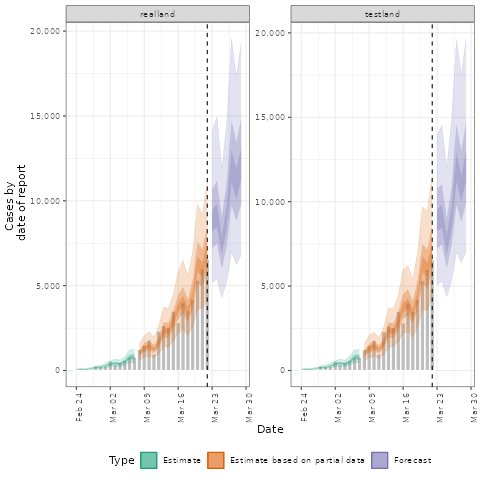 realland
testland
20,000
15,000
10,000
5,000
0
20,000
15,000
10,000
5,000
0
Cases by
date of report
Feb 24
Mar 02
Mar 09
Mar 16
Mar 23
Mar 30
Feb 24
Mar 02
Mar 09
Mar 16
Mar 23
Mar 30
Date
Type
Estimate
Estimate based on partial data
Forecast